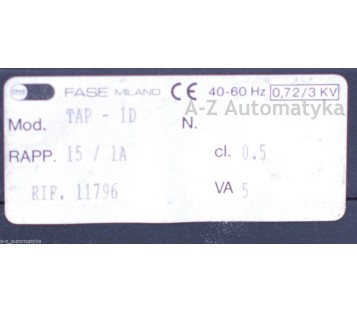 FASE MILANO CE 40-60 Hz 0,72/3 KV
A-Z Automatyka
Mod. TAP - 1D N.
RAPP. 15 / 1A cl. 0.5
RIF. 11796 VA 5
a-z_automatyka
a-z_automatyka